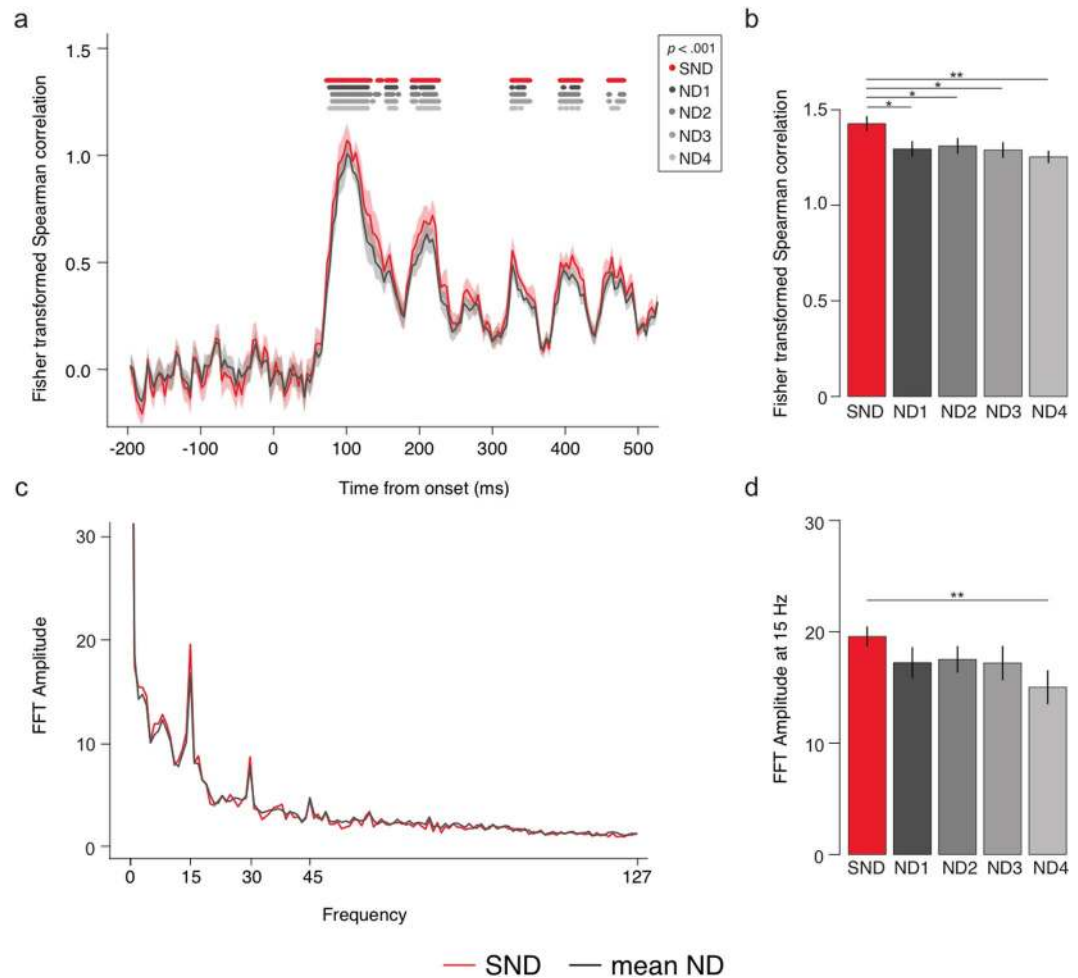 a
Fisher transformed Spearman correlation
1.5
1.0
0.5
0.0
-200 -100 0 100 200 300 400 500
Time from onset (ms)
p < .001
SND
ND1
ND2
ND3
ND4
b
Fisher transformed Spearman correlation
1.5
1.0
0.5
0
**
*
*
*
SND ND1 ND2 ND3 ND4
c
FFT Amplitude
30
20
10
0
0 15 30 45 127
Frequency
d
FFT Amplitude at 15 Hz
30
20
10
0
**
SND ND1 ND2 ND3 ND4
SND mean ND